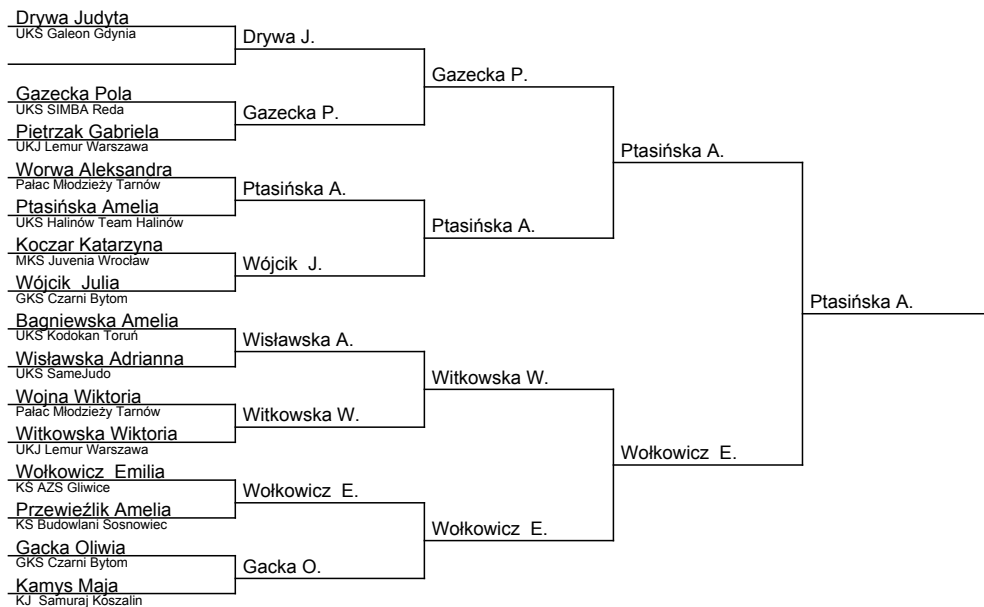 Drywa Judyta
UKS Galeon Gdynia
Gazecka Pola
UKS SIMBA Reda
Pietrzak Gabriela
UKJ Lemur Warszawa
Worwa Aleksandra
Pałac Młodzieży Tarnów
Ptasińska Amelia
UKS Halinów Team Halinów
Koczar Katarzyna
MKS Juvenia Wrocław
Wójcik Julia
GKS Czarni Bytom
Bagniewska Amelia
UKS Kodokan Toruń
Wisławska Adrianna
UKS SameJudo
Wojna Wiktoria
Pałac Młodzieży Tarnów
Witkowska Wiktoria
UKJ Lemur Warszawa
Wołkowicz Emilia
KŚ AZS Gliwice
Przewieźlik Amelia
KS Budowlani Sosnowiec
Gacka Oliwia
GKS Czarni Bytom
Kamys Maja
KJ Samuraj Koszalin
Drywa J.
Gazecka P.
Ptasińska A.
Wójcik J.
Wisławska A.
Witkowska W.
Wołkowicz E.
Gacka O.
Gazecka P.
Ptasińska A.
Witkowska W.
Wołkowicz E.
Ptasińska A.
Wołkowicz E.
Ptasińska A.